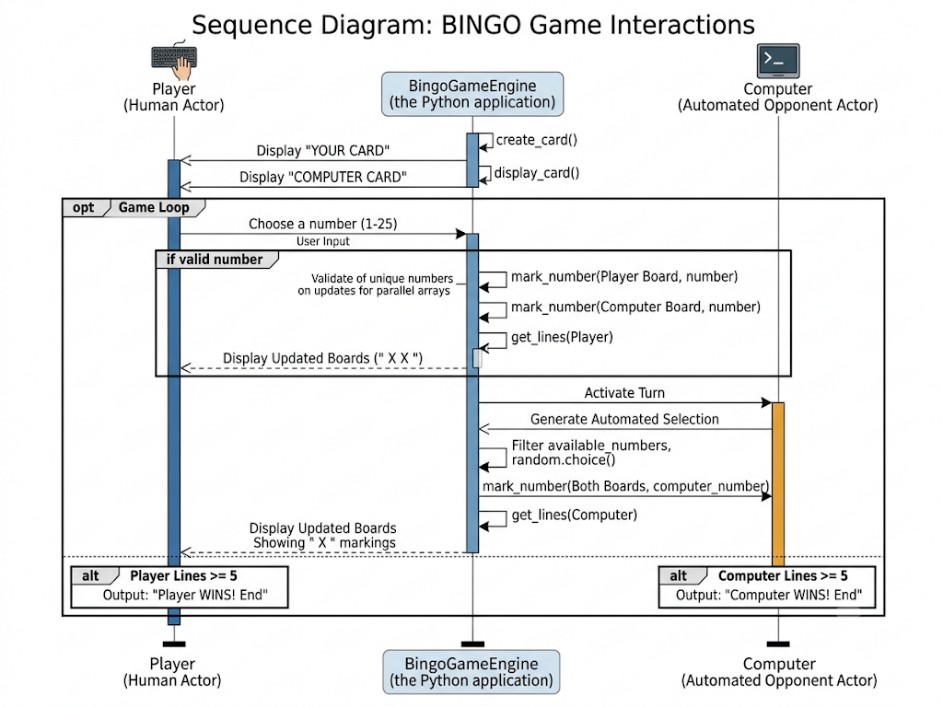 Sequence Diagram: BINGO Game Interactions
Player
(Human Actor)
BingoGameEngine
(the Python application)
>_
Computer
(Automated Opponent Actor)
create_card()
Display "YOUR CARD"
display_card()
Display "COMPUTER CARD"
opt
Game Loop
Choose a number (1-25)
User Input
if valid number
Validate of unique numbers
on updates for parallel arrays
mark_number(Player Board, number)
mark_number(Computer Board, number)
get_lines(Player)
Display Updated Boards (" X X ")
Activate Turn
Generate Automated Selection
Filter available_numbers,
random.choice()
mark_number(Both Boards, computer_number)
get_lines(Computer)
Display Updated Boards
Showing " X " markings
alt
Player Lines >= 5
Output: "Player WINS! End"
alt
Computer Lines >= 5
Output: "Computer WINS! End"
Player
(Human Actor)
BingoGameEngine
(the Python application)
Computer
(Automated Opponent Actor)